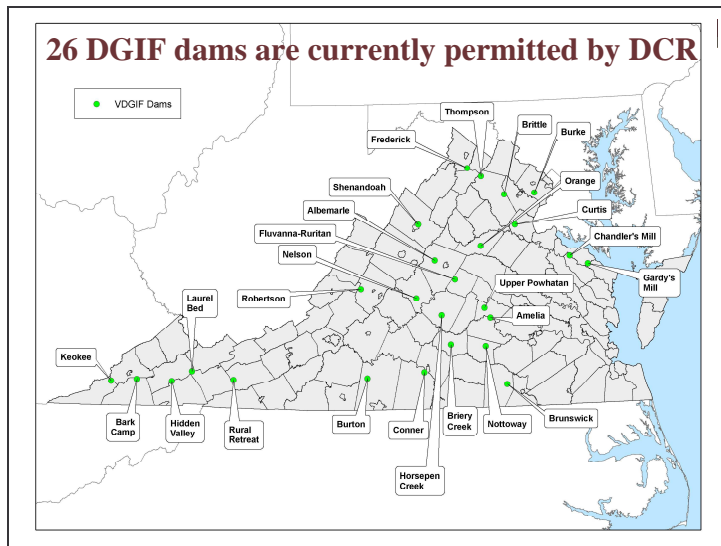 26 DGIF dams are currently permitted by DCR
VDGIF Dams
Thompson
Brittle
Burke
Frederick
Orange
Shenandoah
Albemarle
Curtis
Fluvanna-Ruritan
Chandler's Mill
Nelson
Gardy's
Mill
Upper Powhatan
Robertson
Laurel
Bed
Amelia
Keokee
Bark
Camp
Hidden
Valley
Rural
Retreat
Burton
Conner
Briery
Creek
Nottoway
Brunswick
Horsepen
Creek